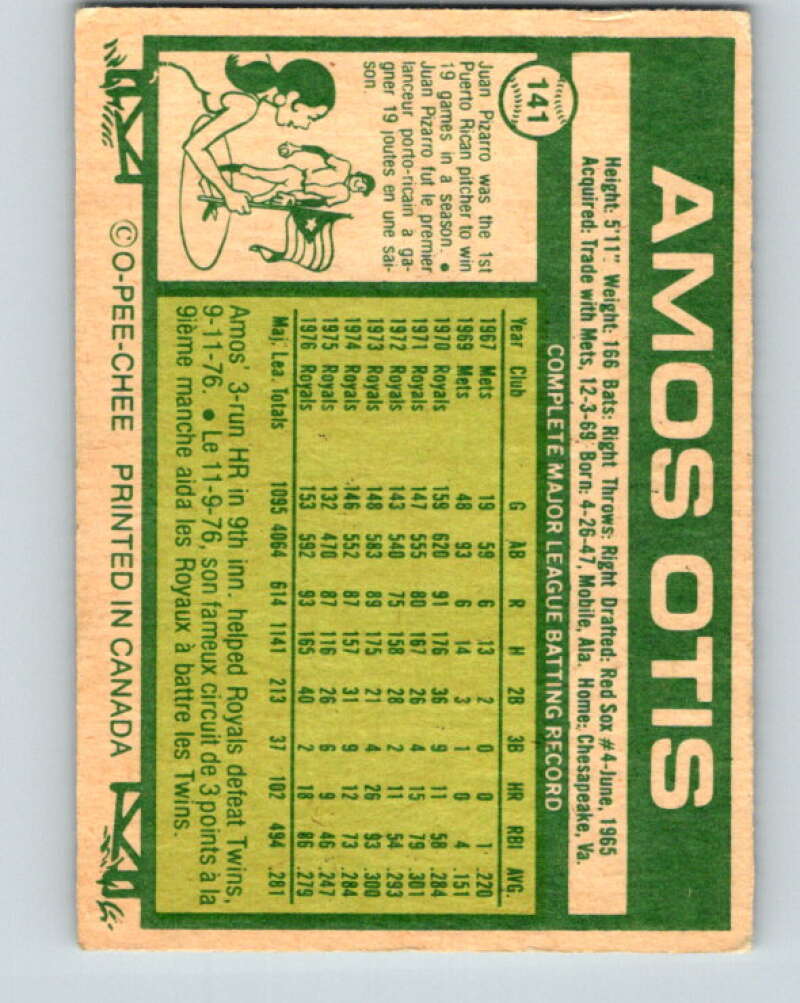 AMOS OTIS
141
Height: 5'11" Weight: 166 Bats: Right Throws: Right Drafted: Red Sox #4-June, 1965
Acquired: Trade with Mets, 12-3-69 Born: 4-26-47, Mobile, Ala. Home: Chesapeake, Va.
Juan Pizarro was the 1st
Puerto Rican pitcher to win
19 games in a season. •
Juan Pizarro fut le premier
lanceur porto-ricain à ga-
gner 19 joutes en une sai-
son.
COMPLETE MAJOR LEAGUE BATTING RECORD
Year Club G AB R H 2B 3B HR RBI AVG.
1967 Mets 19 59 6 13 2 0 0 1 .220
1969 Mets 48 93 6 14 3 1 0 4 .151
1970 Royals 159 620 91 176 36 9 11 58 .284
1971 Royals 147 555 80 167 26 4 15 79 .301
1972 Royals 143 540 75 158 28 2 11 54 .293
1973 Royals 148 583 89 175 21 4 26 93 .300
1974 Royals 146 552 87 157 31 9 12 73 .284
1975 Royals 132 470 87 116 26 6 9 46 .247
1976 Royals 153 592 93 165 40 2 18 86 .279
Maj. Lea. Totals 1095 4064 614 1141 213 37 102 494 .281
Amos' 3-run HR in 9th inn. helped Royals defeat Twins,
9-11-76. • Le 11-9-76, son fameux circuit de 3 points à la
9ième manche aida les Royaux à battre les Twins.
© O-PEE-CHEE PRINTED IN CANADA